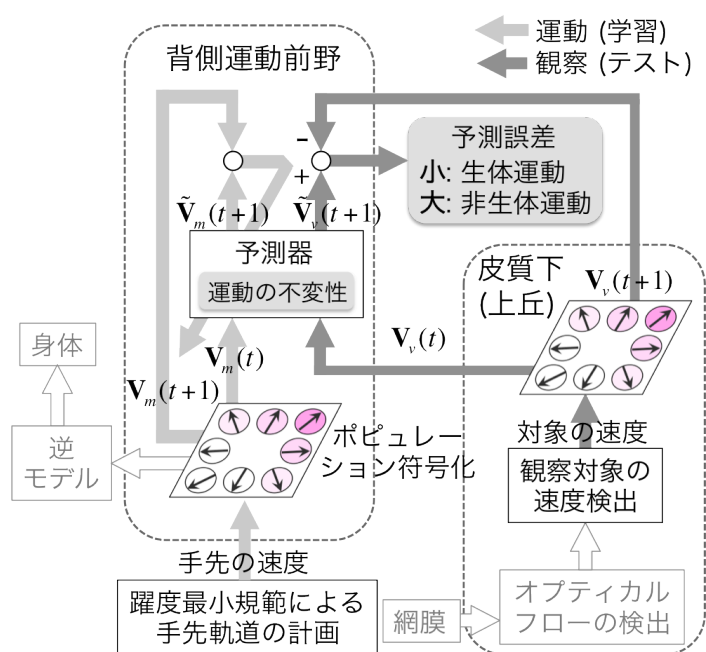 運動 (学習)
観察 (テスト)
背側運動前野
-
+
予測誤差
小: 生体運動
大: 非生体運動
Ṽm(t+1)
Ṽv(t+1)
予測器
運動の不変性
皮質下
(上丘)
Vv(t+1)
身体
Vm(t)
Vv(t)
Vm(t+1)
逆
モデル
ポピュレー
ション符号化
対象の速度
観察対象の
速度検出
手先の速度
躍度最小規範による
手先軌道の計画
網膜
オプティカル
フローの検出